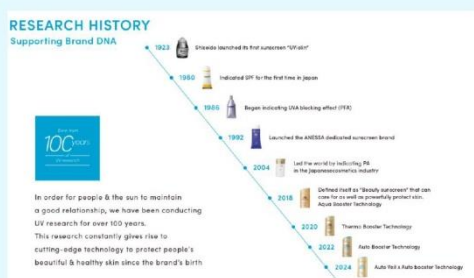 RESEARCH HISTORY
Supporting Brand DNA
1923 Shiseido launched its first sunscreen "UV-skin"
1980 Indicated SPF for the first time in Japan
1986 Began indicating UVA blocking effect (PFA)
1992 Launched the ANESSA dedicated sunscreen brand
2004 Led the world by indicating PA
in the Japanese cosmetics industry
2018 Defined itself as "Beauty sunscreen" that can
care for as well as powerfully protect skin.
Aqua Booster Technology
2020 Thermo Booster Technology
2022 Auto Booster Technology
2024 Auto Veil x Auto booster Technology
100 years
In order for people & the sun to maintain
a good relationship, we have been conducting
UV research for over 100 years.
This research constantly gives rise to
cutting-edge technology to protect people's
beautiful & healthy skin since the brand's birth